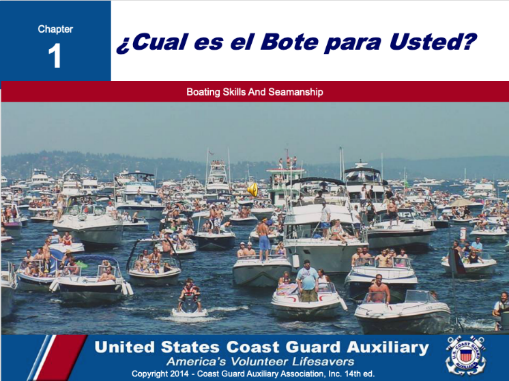 Chapter
1
¿Cual es el Bote para Usted?
Boating Skills And Seamanship
United States Coast Guard Auxiliary
America's Volunteer Lifesavers
Copyright 2014 - Coast Guard Auxiliary Association, Inc. 14th ed.